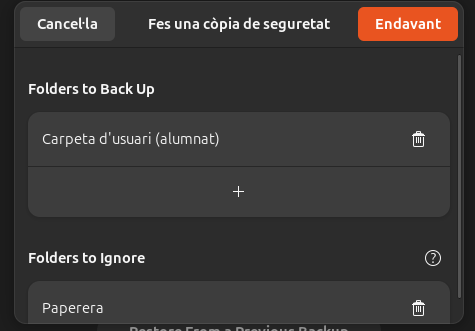 Cancel·la
Fes una còpia de seguretat
Endavant
Folders to Back Up
Carpeta d'usuari (alumnat)
+
Folders to Ignore
?
Paperera
Restore From a Previous Backup